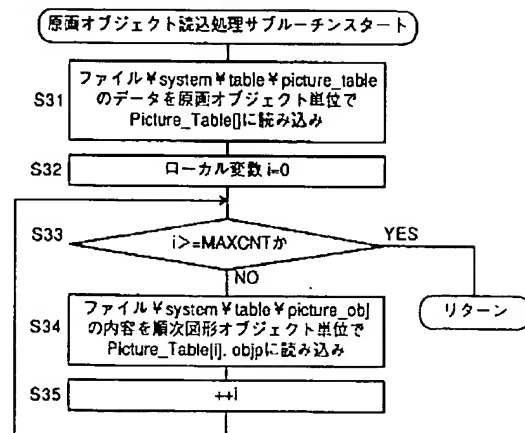 原画オブジェクト読込処理サブルーチンスタート
S31
ファイル¥system¥table¥picture_table
のデータを原画オブジェクト単位で
Picture_Table[]に読み込み
S32
ローカル変数 i=0
S33
i>=MAXCNTか
YES
NO
リターン
S34
ファイル¥system¥table¥picture_obj
の内容を順次図形オブジェクト単位で
Picture_Table[i]. objpに読み込み
S35
++i